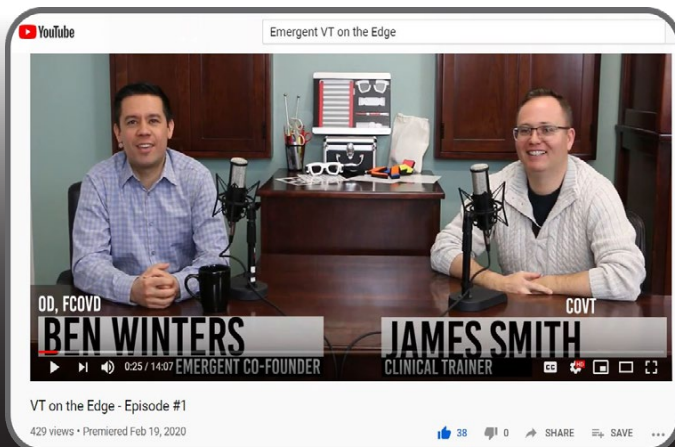 YouTube
Emergent VT on the Edge
OD, FCOVD
BEN WINTERS
EMERGENT CO-FOUNDER
COVT
JAMES SMITH
CLINICAL TRAINER
0:25 / 14:07
CC
HD
VT on the Edge - Episode #1
429 views • Premiered Feb 19, 2020
38 0 SHARE SAVE